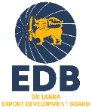 EDB
SRI LANKA
EXPORT DEVELOPMENT BOARD